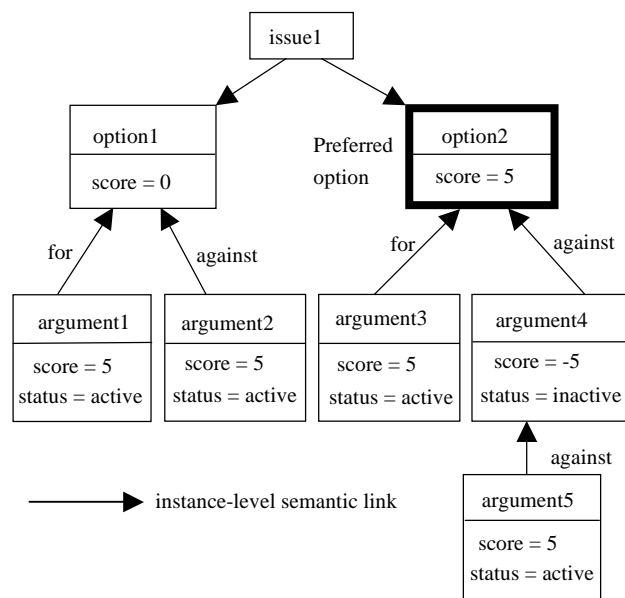 issue1
option1
score = 0
Preferred
option
option2
score = 5
for
against
for
against
argument1
score = 5
status = active
argument2
score = 5
status = active
argument3
score = 5
status = active
argument4
score = -5
status = inactive
against
instance-level semantic link
argument5
score = 5
status = active